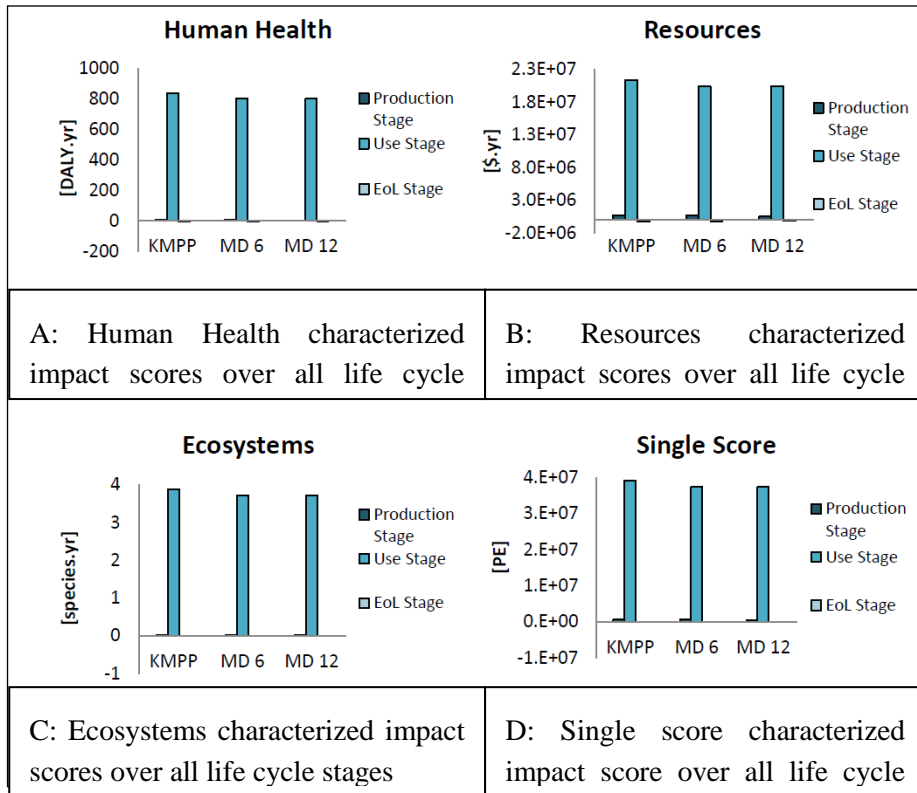 Human Health
[DALY.yr]
1000
800
600
400
200
0
-200
KMPP MD 6 MD 12
Production
Stage
Use Stage
EoL Stage
Resources
[$.yr]
2.3E+07
1.8E+07
1.3E+07
8.0E+06
3.0E+06
-2.0E+06
KMPP MD 6 MD 12
Production
Stage
Use Stage
EoL Stage
A: Human Health characterized
impact scores over all life cycle
B: Resources characterized
impact scores over all life cycle
Ecosystems
[species.yr]
4
3
2
1
0
-1
KMPP MD 6 MD 12
Production
Stage
Use Stage
EoL Stage
Single Score
[PE]
4.E+07
3.E+07
2.E+07
1.E+07
0.E+00
-1.E+07
KMPP MD 6 MD 12
Production
Stage
Use Stage
EoL Stage
C: Ecosystems characterized impact
scores over all life cycle stages
D: Single score characterized
impact score over all life cycle